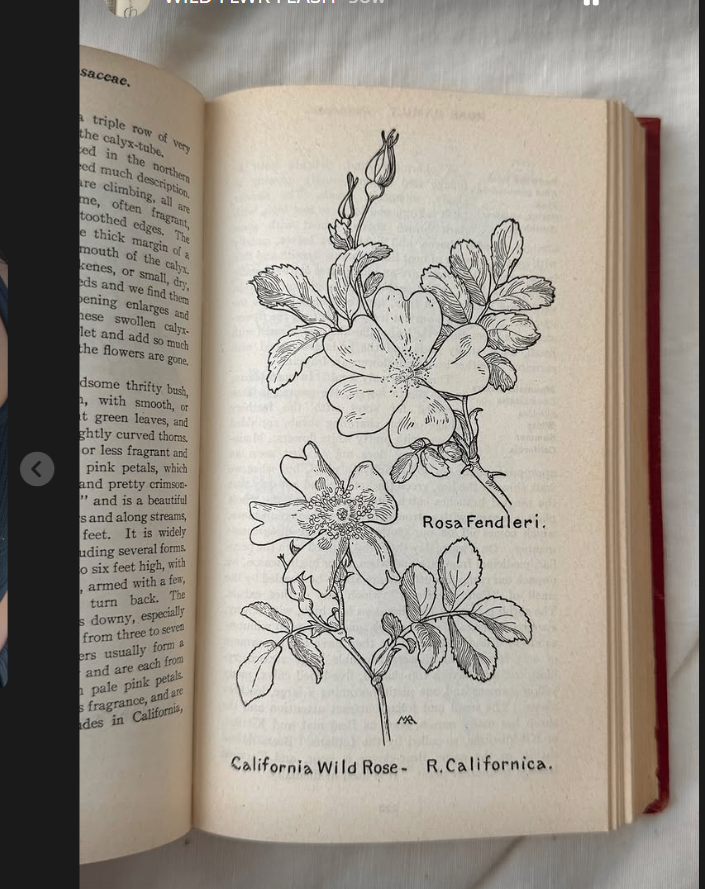 saceae.
a triple row of very
the calyx-tube.
ed in the northern
ed much description.
are climbing, all are
me, often fragrant,
toothed edges. The
e thick margin of a
mouth of the calyx.
kenes, or small, dry,
eds and we find them
pening enlarges and
hese swollen calyx-
let and add so much
the flowers are gone.
dsome thrifty bush,
, with smooth, or
t green leaves, and
ghtly curved thorns.
or less fragrant and
pink petals, which
and pretty crimson-
" and is a beautiful
s and along streams,
feet. It is widely
uding several forms.
o six feet high, with
, armed with a few,
turn back. The
s downy, especially
from three to seven
ers usually form a
and are each from
pale pink petals.
s fragrance, and are
ides in California,
Rosa Fendleri.
MA
California Wild Rose- R. Californica.